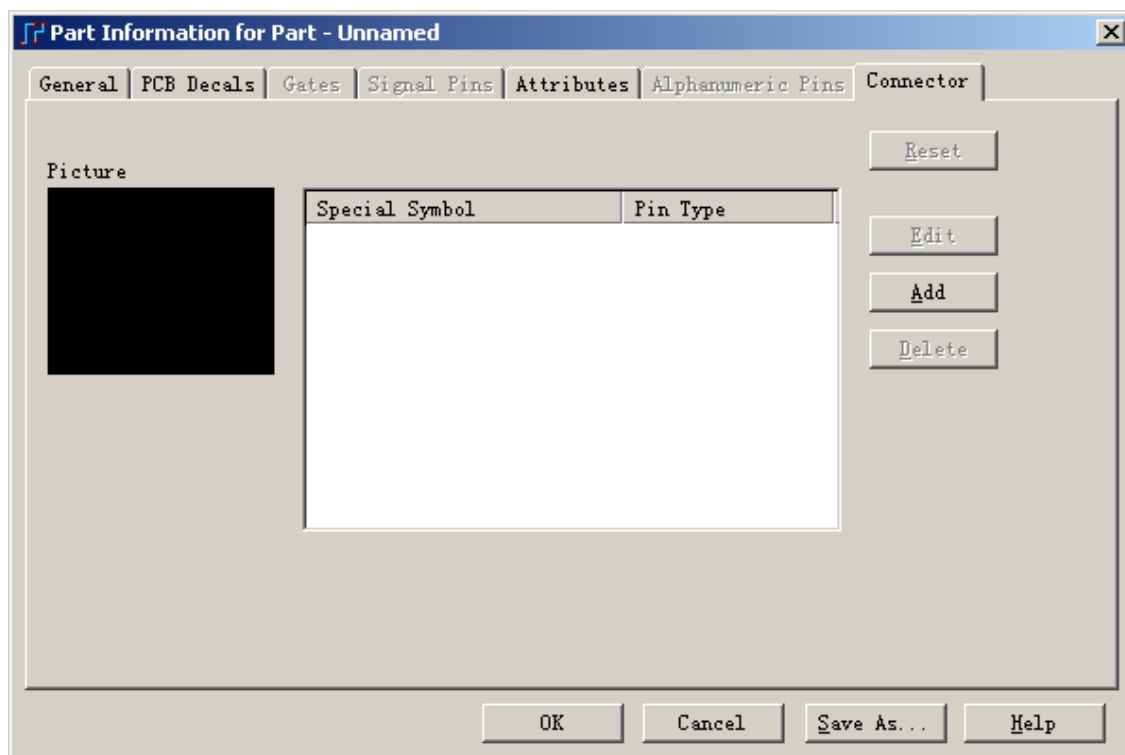 Part Information for Part - Unnamed
General PCB Decals Gates Signal Pins Attributes Alphanumeric Pins Connector
Reset
Picture
Special Symbol Pin Type
Edit
Add
Delete
OK Cancel Save As... Help